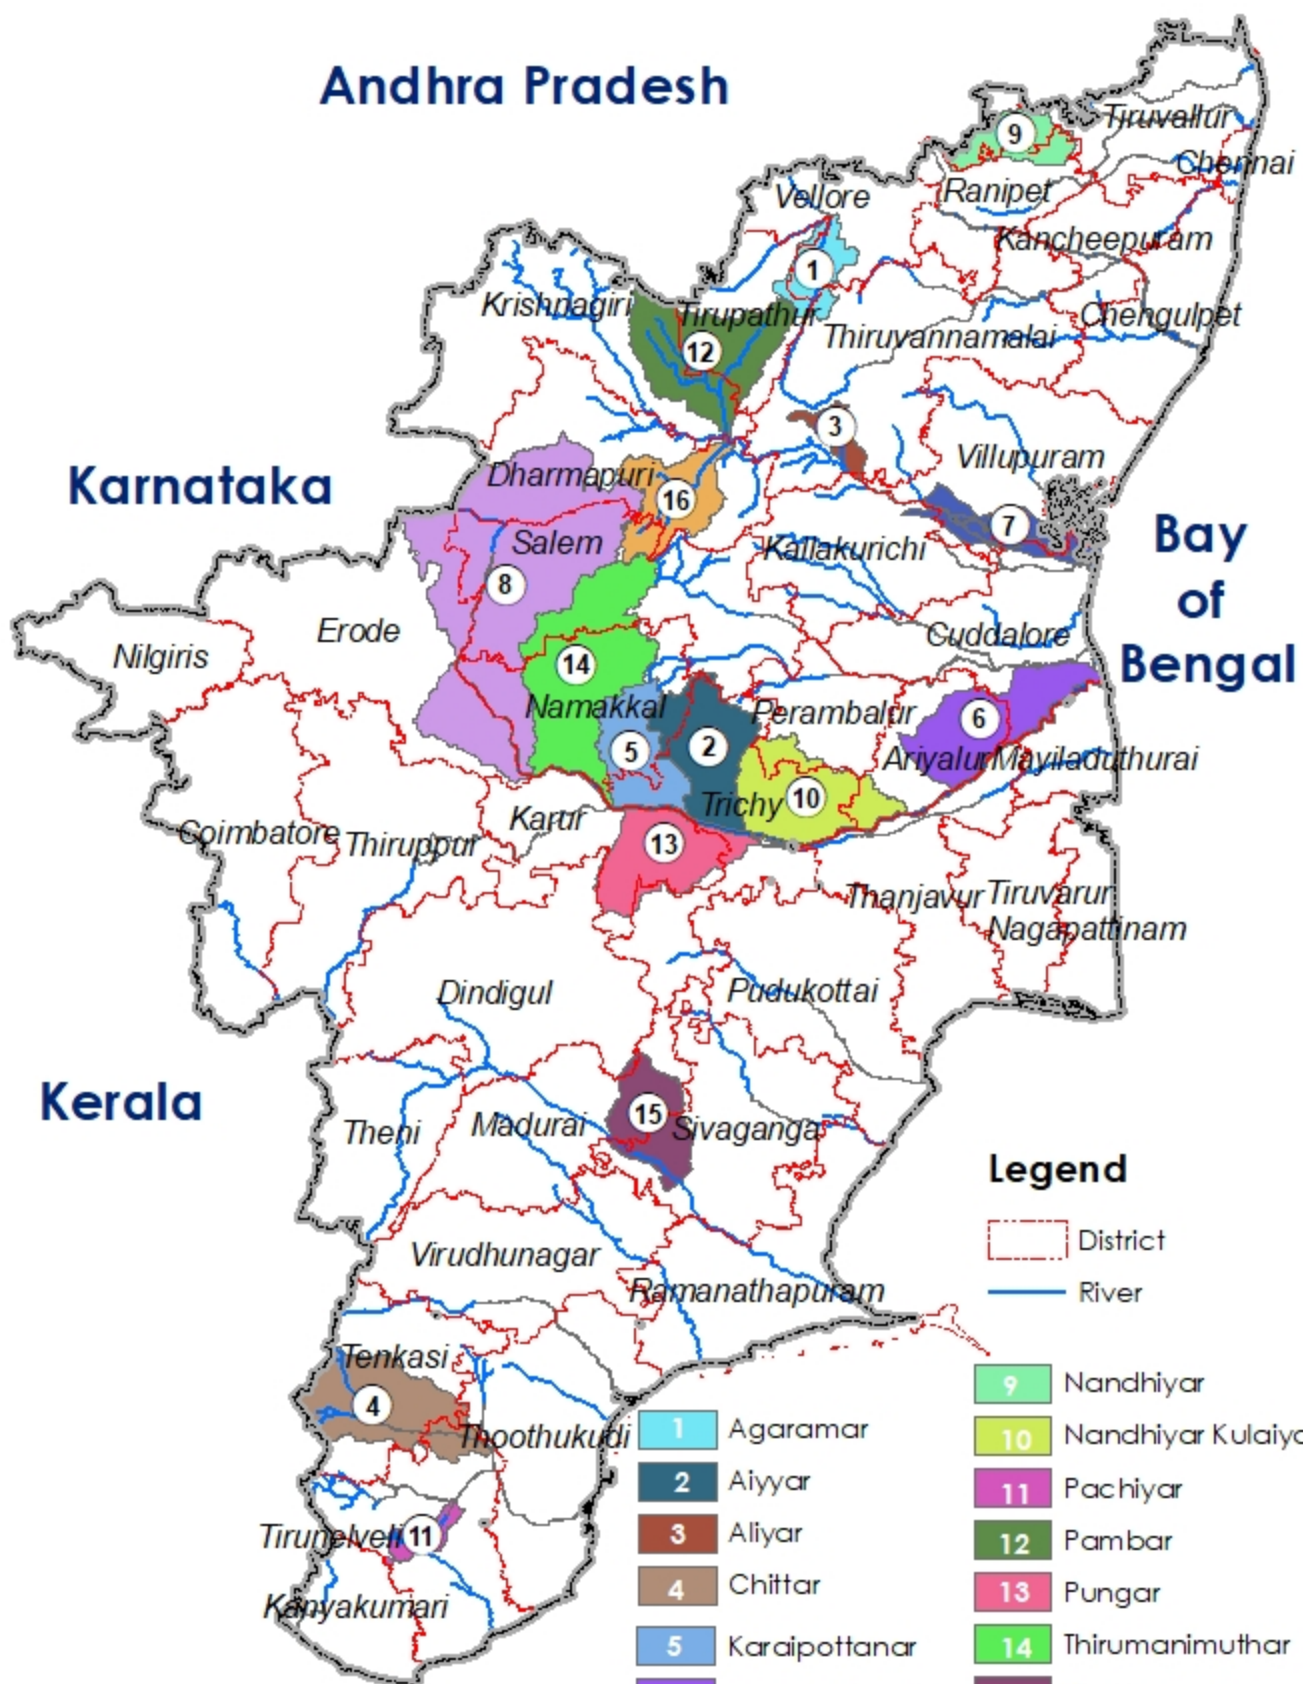 Andhra Pradesh
9
Tiruvallur
Chennai
Vellore
Ranipet
Kancheepuram
1
Krishnagiri
Tirupathur
Chengulpet
Thiruvannamalai
12
3
Karnataka
Dharmapuri
Villupuram
16
7
Bay
of
Bengal
Salem
Kallakurichi
8
Erode
Cuddalore
Nilgiris
14
Namakkal
Perambalur
6
5
2
Ariyalur
Mayiladuthurai
Trichy
10
Karur
Coimbatore
Thiruppur
13
Thanjavur
Tiruvarur
Nagapattinam
Dindigul
Pudukottai
Kerala
15
Theni
Madurai
Sivaganga
Legend
District
River
Virudhunagar
Ramanathapuram
Tenkasi
4
Thoothukudi
Tirunelveli
11
Kanyakumari
1 Agaramar
2 Aiyyar
3 Aliyar
4 Chittar
5 Karaipottanar
9 Nandhiyar
10 Nandhiyar Kulaiy
11 Pachiyar
12 Pambar
13 Pungar
14 Thirumanimuthar